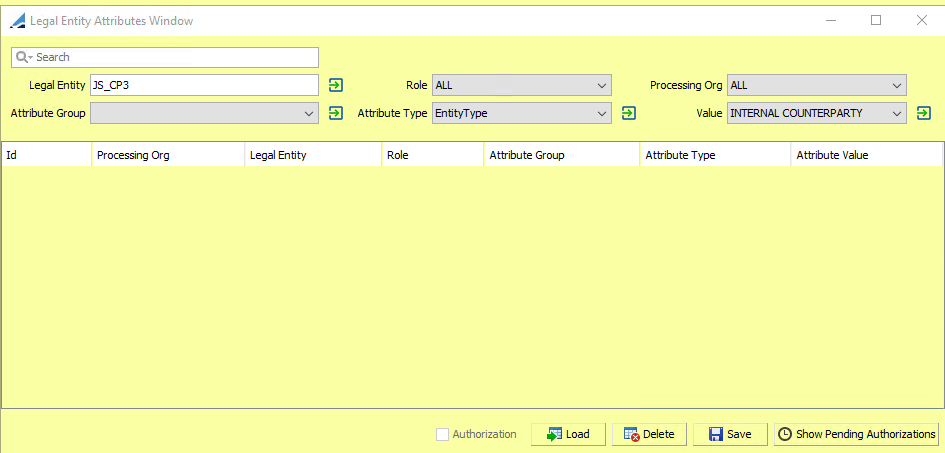 Legal Entity Attributes Window
Search
Legal Entity JS_CP3 Role ALL Processing Org ALL
Attribute Group Attribute Type EntityType Value INTERNAL COUNTERPARTY
Id Processing Org Legal Entity Role Attribute Group Attribute Type Attribute Value
Authorization Load Delete Save Show Pending Authorizations